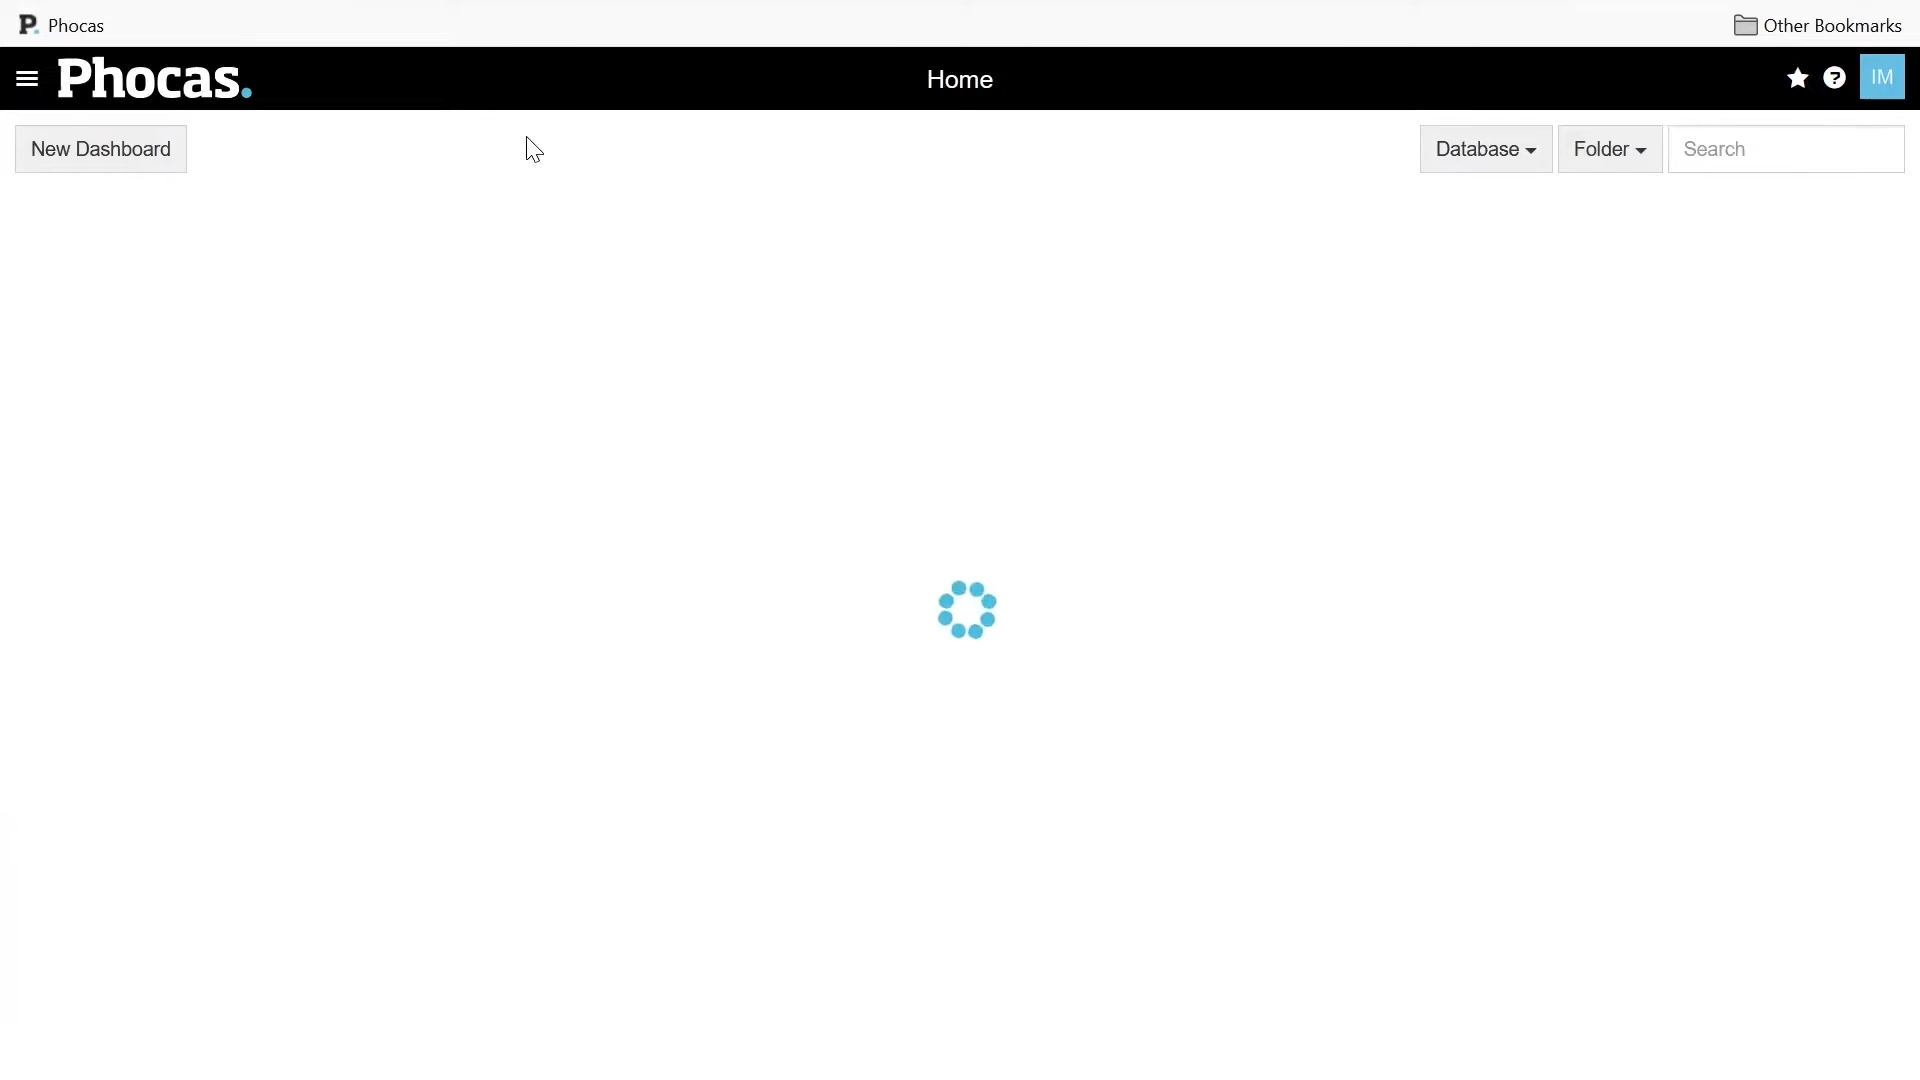 Phocas
Other Bookmarks
Phocas.
Home
IM
New Dashboard
Database
Folder
Search